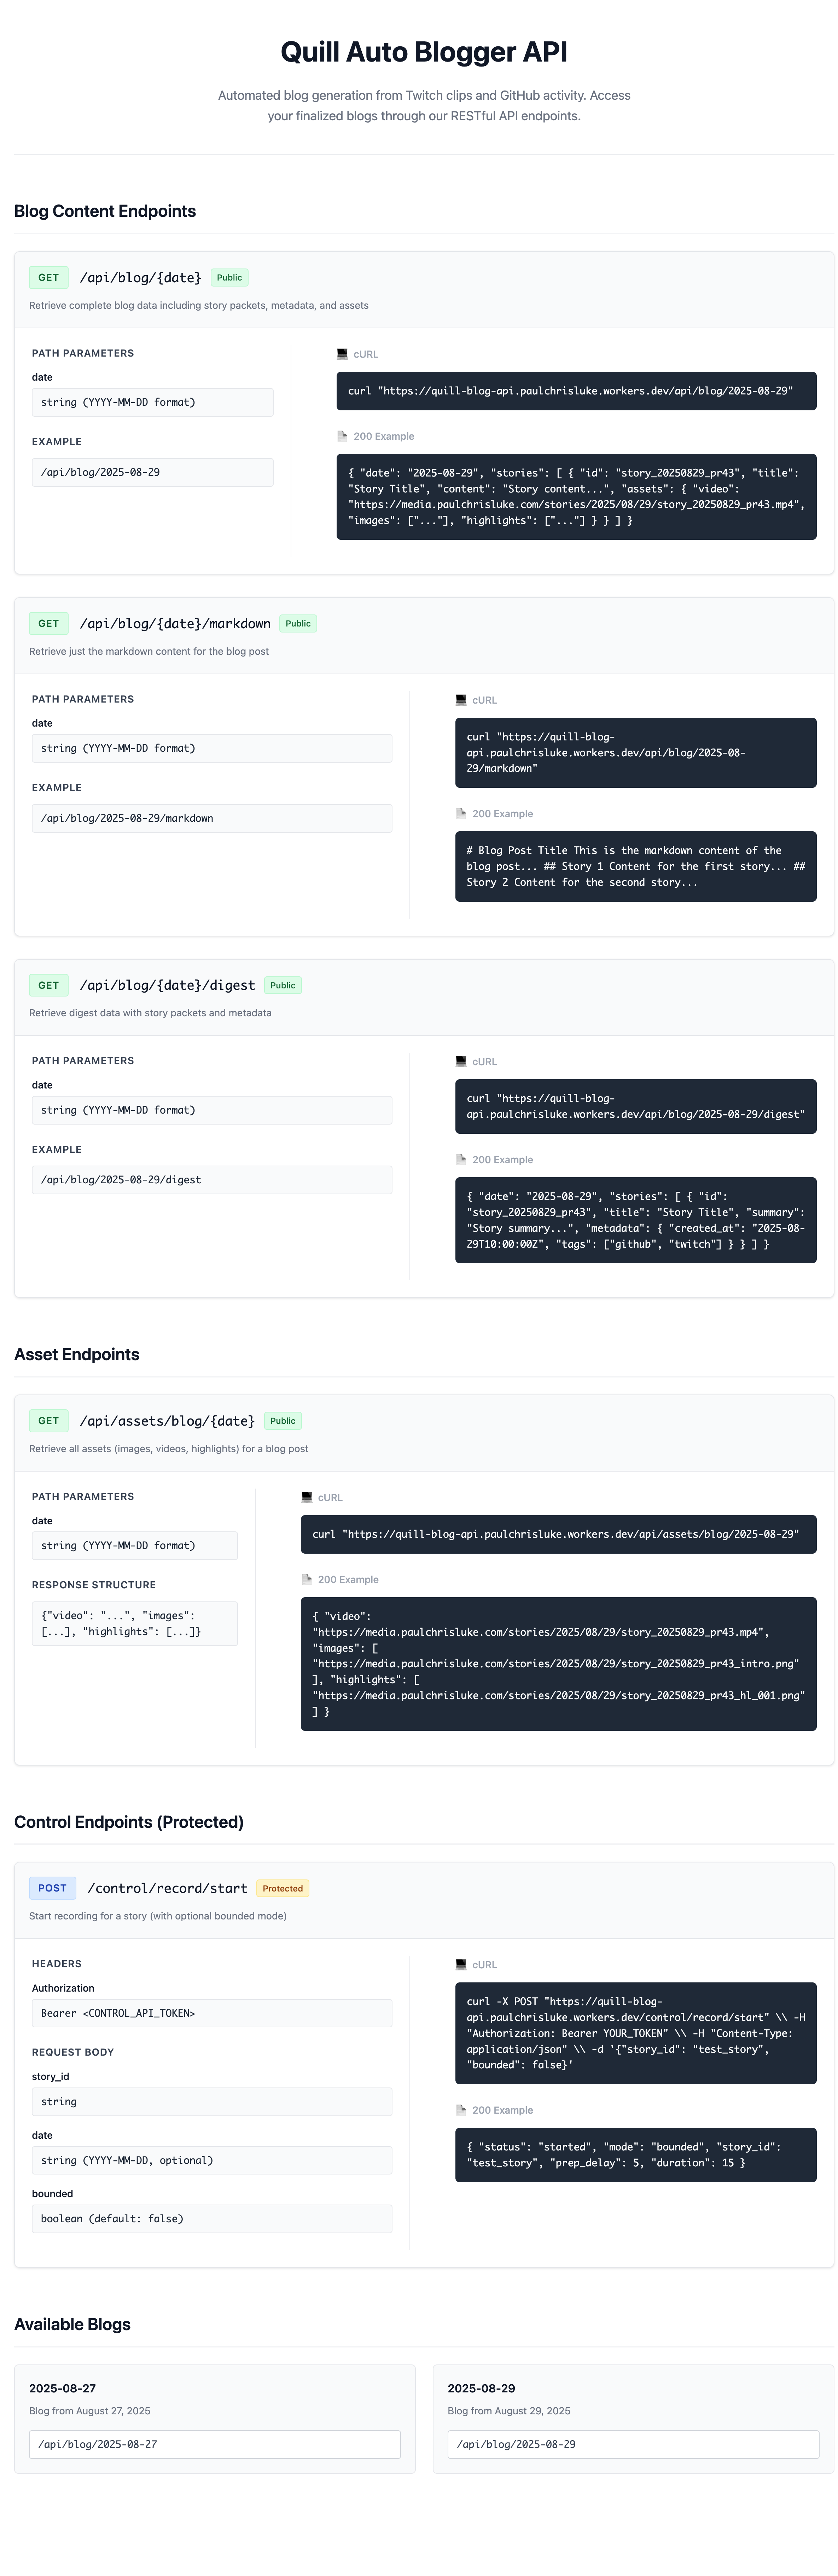 Quill Auto Blogger API
Automated blog generation from Twitch clips and GitHub activity. Access
your finalized blogs through our RESTful API endpoints.
Blog Content Endpoints
GET /api/blog/{date} Public
Retrieve complete blog data including story packets, metadata, and assets
PATH PARAMETERS
date
string (YYYY-MM-DD format)
EXAMPLE
/api/blog/2025-08-29
cURL
curl "https://quill-blog-api.paulchrisluke.workers.dev/api/blog/2025-08-29"
200 Example
{ "date": "2025-08-29", "stories": [ { "id": "story_20250829_pr43", "title":
"Story Title", "content": "Story content...", "assets": { "video":
"https://media.paulchrisluke.com/stories/2025/08/29/story_20250829_pr43.mp4",
"images": ["..."], "highlights": ["..."] } } ] }
GET /api/blog/{date}/markdown Public
Retrieve just the markdown content for the blog post
PATH PARAMETERS
date
string (YYYY-MM-DD format)
EXAMPLE
/api/blog/2025-08-29/markdown
cURL
curl "https://quill-blog-
api.paulchrisluke.workers.dev/api/blog/2025-08-
29/markdown"
200 Example
# Blog Post Title This is the markdown content of the
blog post... ## Story 1 Content for the first story... ##
Story 2 Content for the second story...
GET /api/blog/{date}/digest Public
Retrieve digest data with story packets and metadata
PATH PARAMETERS
date
string (YYYY-MM-DD format)
EXAMPLE
/api/blog/2025-08-29/digest
cURL
curl "https://quill-blog-
api.paulchrisluke.workers.dev/api/blog/2025-08-29/digest"
200 Example
{ "date": "2025-08-29", "stories": [ { "id":
"story_20250829_pr43", "title": "Story Title", "summary":
"Story summary...", "metadata": { "created_at": "2025-08-
29T10:00:00Z", "tags": ["github", "twitch"] } } ] }
Asset Endpoints
GET /api/assets/blog/{date} Public
Retrieve all assets (images, videos, highlights) for a blog post
PATH PARAMETERS
date
string (YYYY-MM-DD format)
RESPONSE STRUCTURE
{"video": "...", "images":
[...], "highlights": [...]}
cURL
curl "https://quill-blog-api.paulchrisluke.workers.dev/api/assets/blog/2025-08-29"
200 Example
{ "video":
"https://media.paulchrisluke.com/stories/2025/08/29/story_20250829_pr43.mp4",
"images": [
"https://media.paulchrisluke.com/stories/2025/08/29/story_20250829_pr43_intro.png"
], "highlights": [
"https://media.paulchrisluke.com/stories/2025/08/29/story_20250829_pr43_hl_001.png"
] }
Control Endpoints (Protected)
POST /control/record/start Protected
Start recording for a story (with optional bounded mode)
HEADERS
Authorization
Bearer <CONTROL_API_TOKEN>
REQUEST BODY
story_id
string
date
string (YYYY-MM-DD, optional)
bounded
boolean (default: false)
cURL
curl -X POST "https://quill-blog-
api.paulchrisluke.workers.dev/control/record/start" \\ -H
"Authorization: Bearer YOUR_TOKEN" \\ -H "Content-Type:
application/json" \\ -d '{"story_id": "test_story",
"bounded": false}'
200 Example
{ "status": "started", "mode": "bounded", "story_id":
"test_story", "prep_delay": 5, "duration": 15 }
Available Blogs
2025-08-27
Blog from August 27, 2025
/api/blog/2025-08-27
2025-08-29
Blog from August 29, 2025
/api/blog/2025-08-29